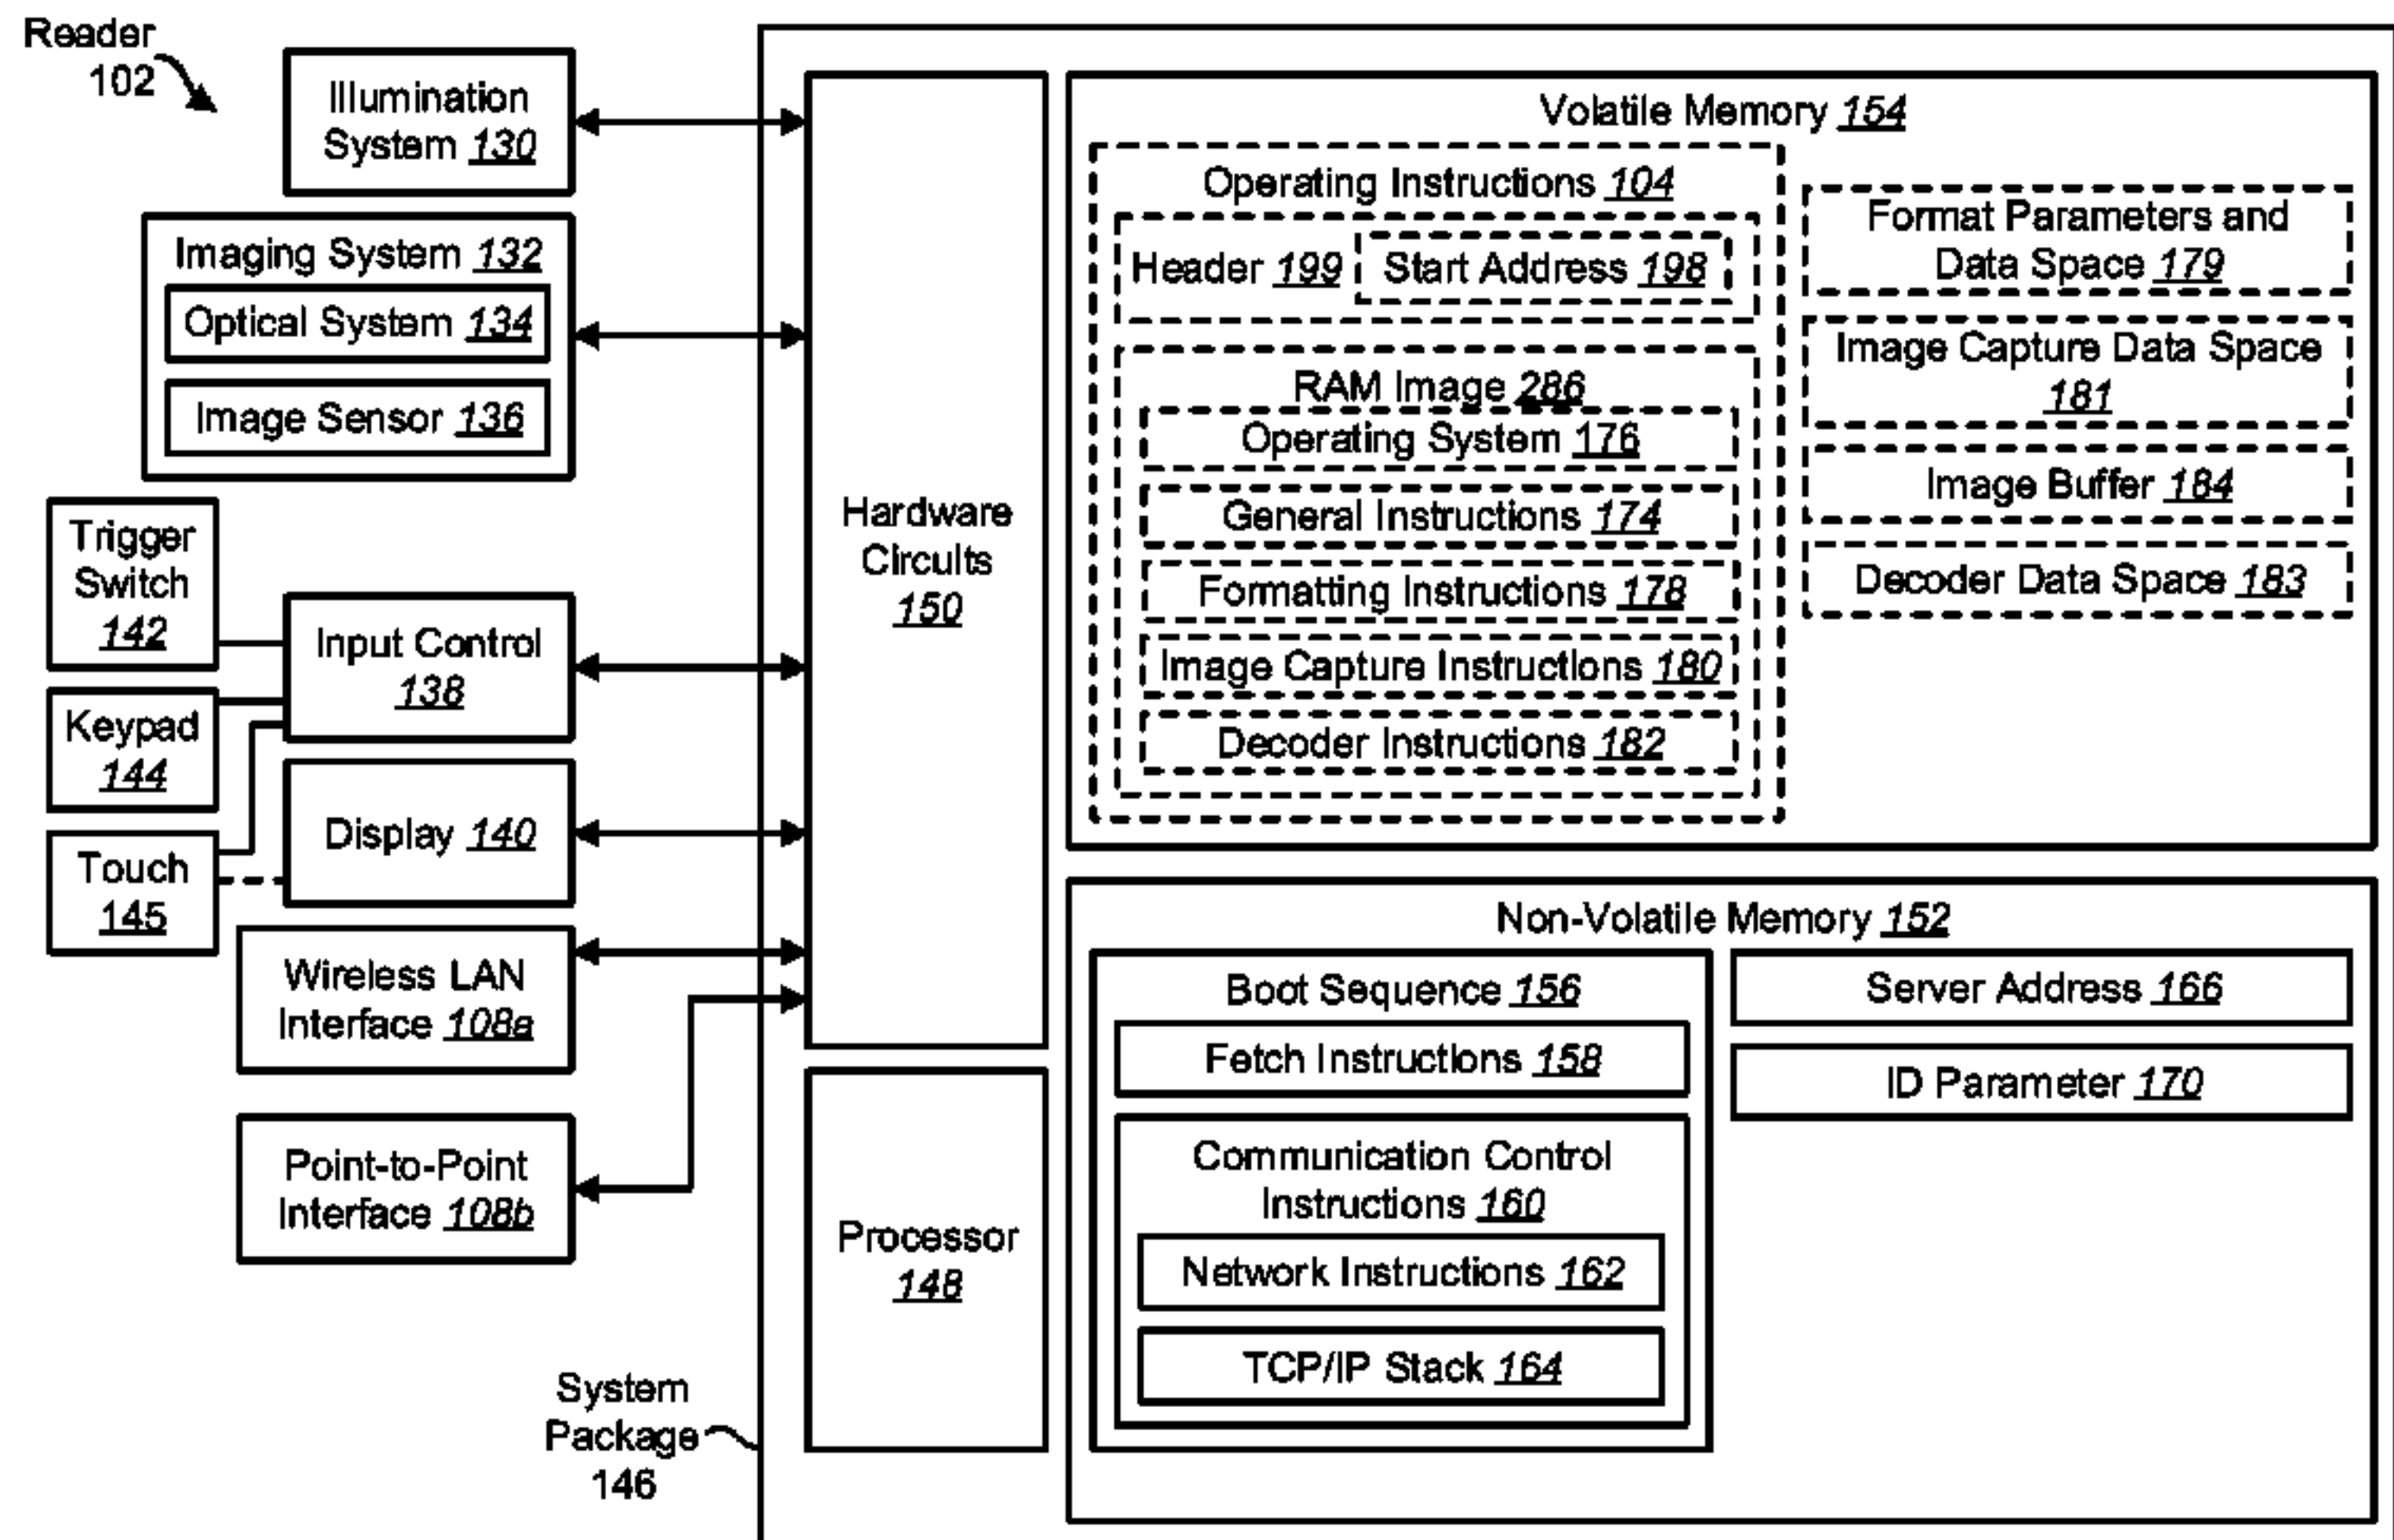 Reader
102
Illumination
System 130
Imaging System 132
Optical System 134
Image Sensor 136
Trigger
Switch
142
Keypad
144
Touch
145
Input Control
138
Display 140
Wireless LAN
Interface 108a
Point-to-Point
Interface 108b
System
Package
146
Hardware
Circuits
150
Processor
148
Volatile Memory 154
Operating Instructions 104
Header 199
Start Address 198
RAM Image 286
Operating System 176
General Instructions 174
Formatting Instructions 178
Image Capture Instructions 180
Decoder Instructions 182
Format Parameters and
Data Space 179
Image Capture Data Space
181
Image Buffer 184
Decoder Data Space 183
Non-Volatile Memory 152
Boot Sequence 156
Fetch Instructions 158
Communication Control
Instructions 160
Network Instructions 162
TCP/IP Stack 164
Server Address 166
ID Parameter 170